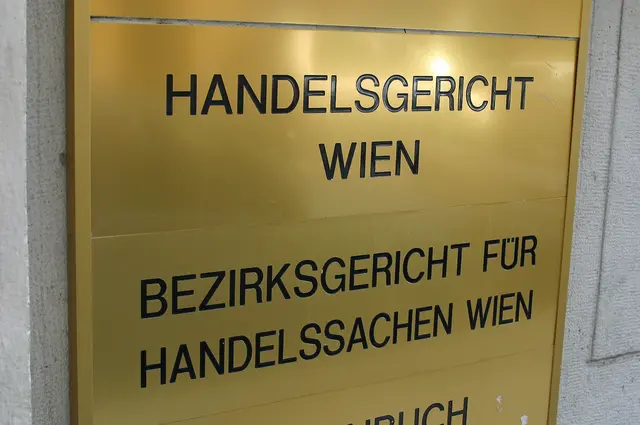 HANDELSGERICHT
WIEN
BEZIRKSGERICHT FÜR
HANDELSSACHEN WIEN